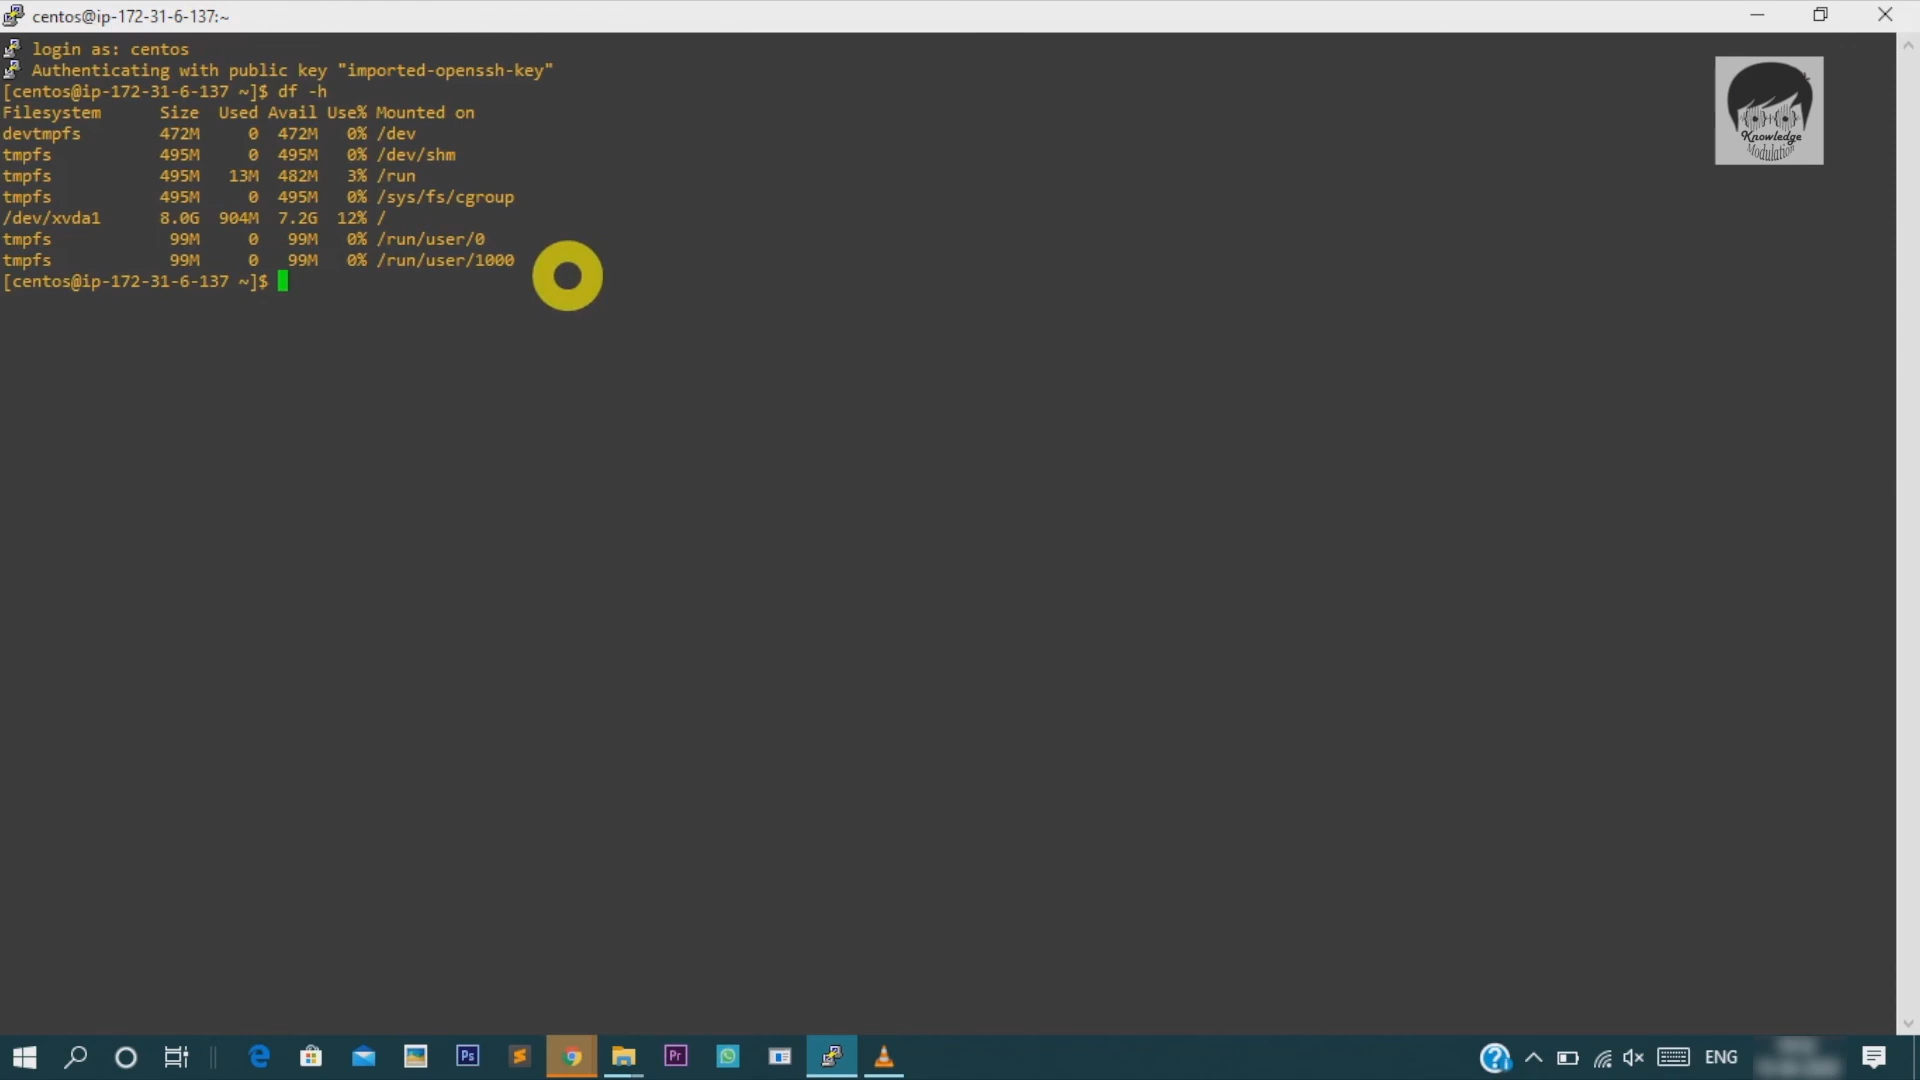 centos@ip-172-31-6-137:~
login as: centos
Authenticating with public key "imported-openssh-key"
[centos@ip-172-31-6-137 ~]$ df -h
Filesystem      Size  Used Avail Use% Mounted on
devtmpfs        472M     0  472M   0% /dev
tmpfs           495M     0  495M   0% /dev/shm
tmpfs           495M   13M  482M   3% /run
tmpfs           495M     0  495M   0% /sys/fs/cgroup
/dev/xvda1      8.0G  904M  7.2G  12% /
tmpfs            99M     0   99M   0% /run/user/0
tmpfs            99M     0   99M   0% /run/user/1000
[centos@ip-172-31-6-137 ~]$
Knowledge
Modulation
Ps
Pr
ENG